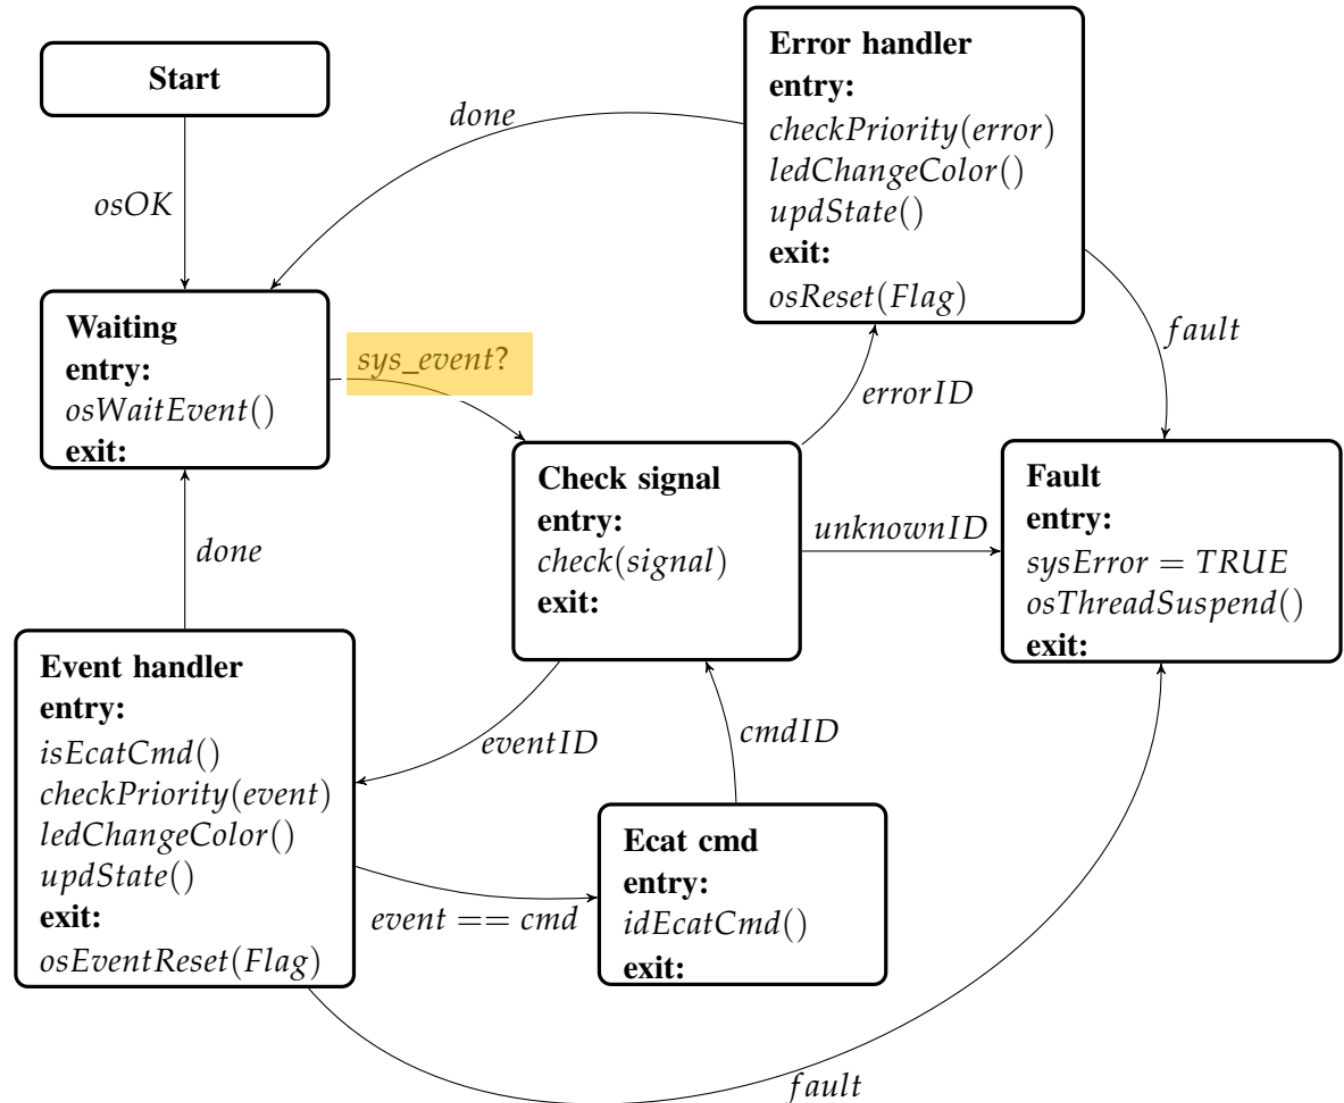 Start
osOK
done
Error handler
entry:
checkPriority(error)
ledChangeColor()
updState()
exit:
osReset(Flag)
Waiting
entry:
osWaitEvent()
exit:
sys_event?
errorID
fault
Check signal
entry:
check(signal)
exit:
unknownID
Fault
entry:
sysError = TRUE
osThreadSuspend()
exit:
done
Event handler
entry:
isEcatCmd()
checkPriority(event)
ledChangeColor()
updState()
exit:
osEventReset(Flag)
eventID
cmdID
event == cmd
Ecat cmd
entry:
idEcatCmd()
exit:
fault